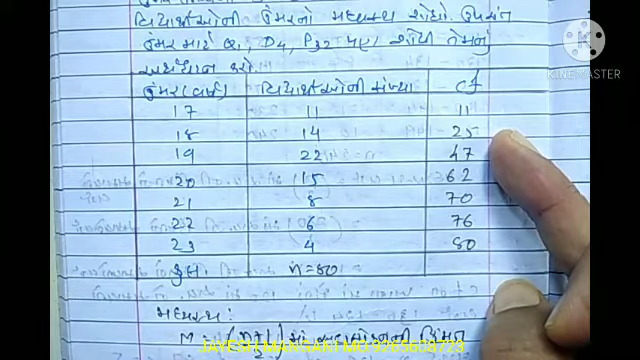 વિદ્યાર્થીઓની ઉંમરનો મધ્યસ્થ શોધો. ઉપરાંત
ઉંમર માટે Q₁, D₄, P₃₂ પણ શોધી તેમનું
અર્થઘટન કરો.
ઉંમર (વર્ષ) વિદ્યાર્થીઓની સંખ્યા cf
17 11 11
18 14 25
19 22 47
20 15 62
21 8 70
22 6 76
23 4 80
કુલ n=80
મધ્યસ્થ:
JAYESH MANGANI MO
KINEMASTER